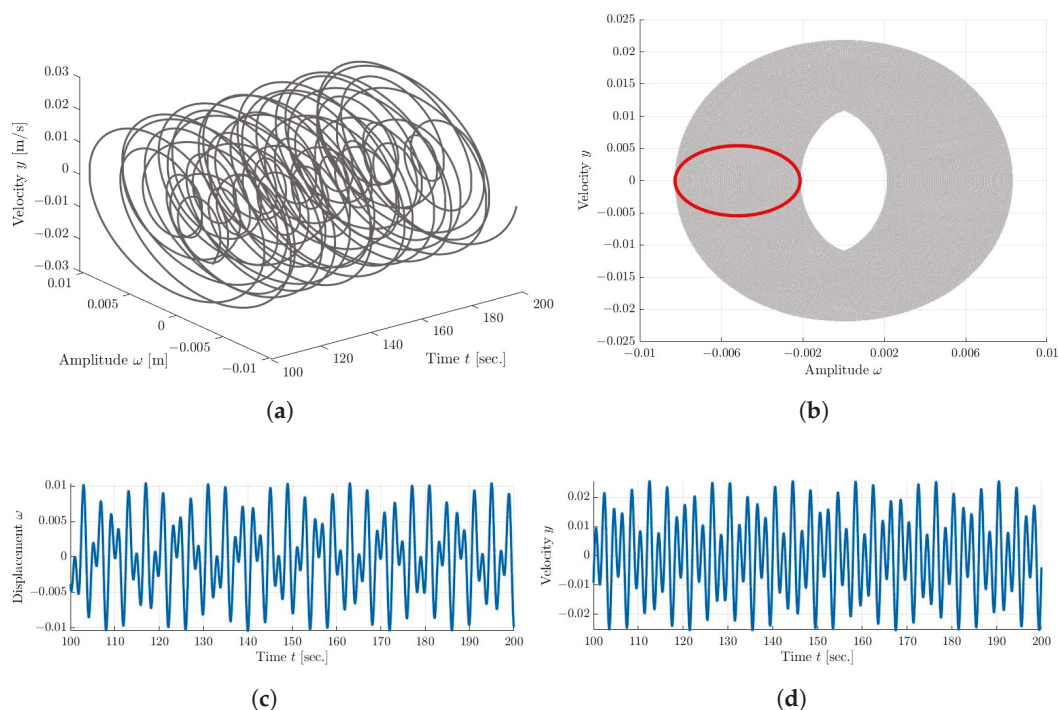 0.03
0.02
0.01
0
−0.01
−0.02
−0.03
Velocity y [m/s]
0.01
0.005
0
−0.005
−0.01
Amplitude ω [m]
100
120
140
160
180
200
Time t [sec.]
(a)
0.025
0.02
0.015
0.01
0.005
0
−0.005
−0.01
−0.015
−0.02
−0.025
Velocity y
−0.01 −0.006 −0.002 0.002 0.006 0.01
Amplitude ω
(b)
0.01
0.005
0
−0.005
−0.01
Displacement ω
100 110 120 130 140 150 160 170 180 190 200
Time t [sec.]
(c)
0.02
0.01
0
−0.01
−0.02
Velocity y
100 110 120 130 140 150 160 170 180 190 200
Time t [sec.]
(d)